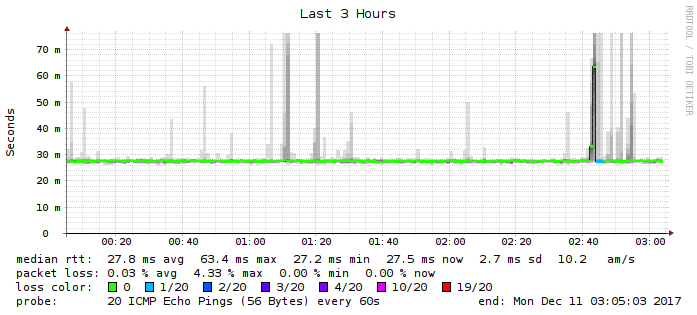 Last 3 Hours
RRDTOOL / TOBI OETIKER
Seconds
70 m
60 m
50 m
40 m
30 m
20 m
10 m
0
00:20 00:40 01:00 01:20 01:40 02:00 02:20 02:40 03:00
median rtt: 27.8 ms avg 63.4 ms max 27.2 ms min 27.5 ms now 2.7 ms sd 10.2 am/s
packet loss: 0.03 % avg 4.33 % max 0.00 % min 0.00 % now
loss color: 0 1/20 2/20 3/20 4/20 10/20 19/20
probe: 20 ICMP Echo Pings (56 Bytes) every 60s end: Mon Dec 11 03:05:03 2017